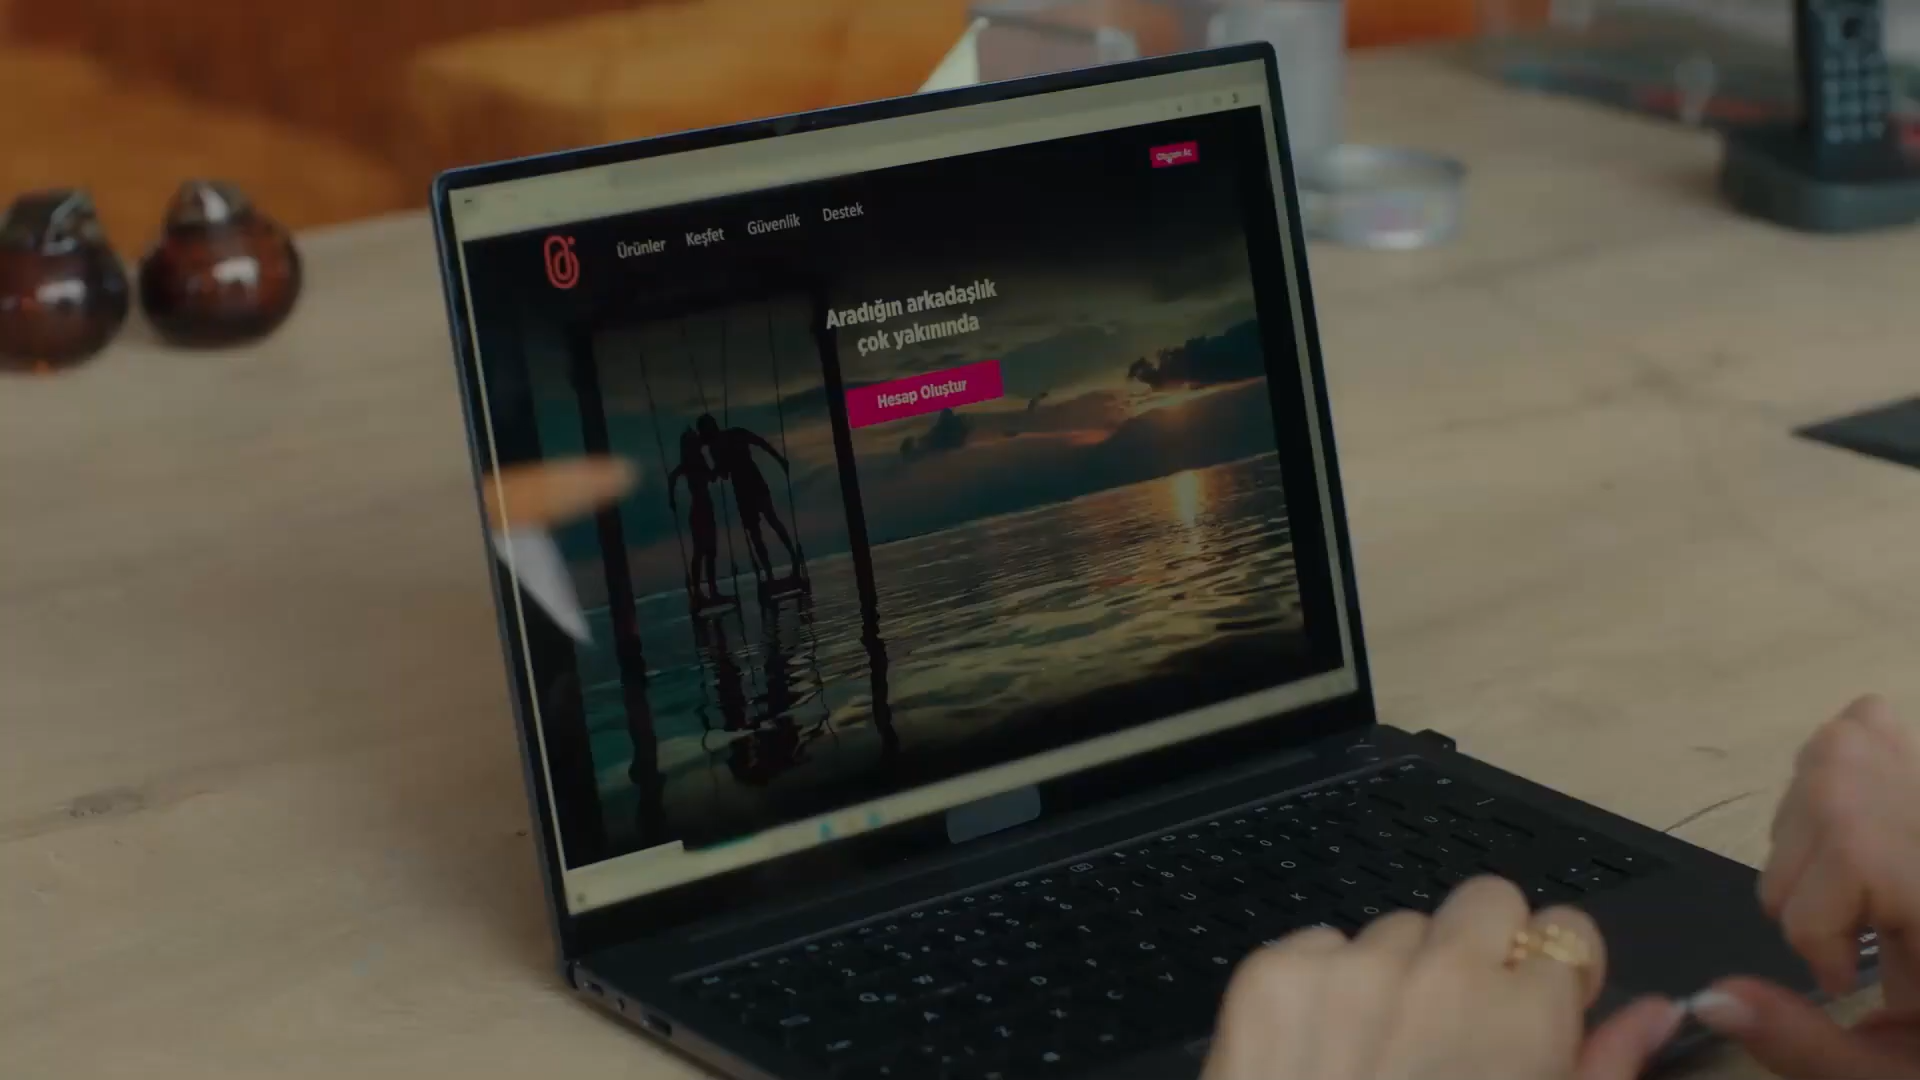 Ürünler Keşfet Güvenlik Destek
Aradığın arkadaşlık
çok yakınında
Hesap Oluştur